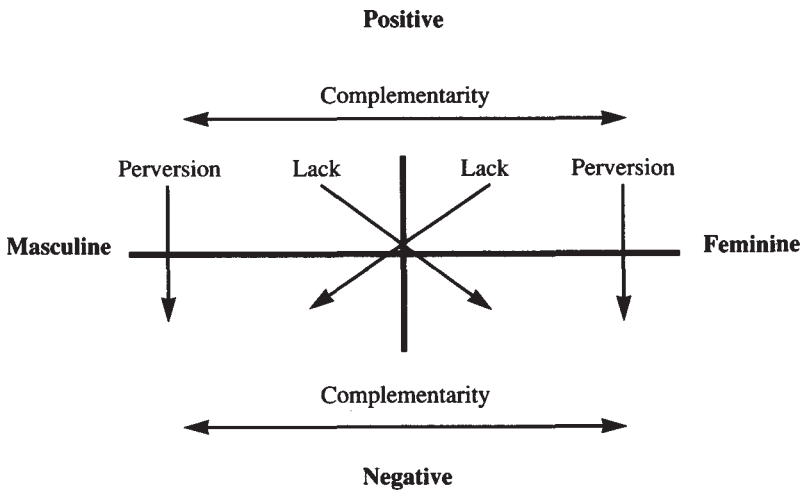 Positive
Complementarity
Perversion Lack Lack Perversion
Masculine Feminine
Complementarity
Negative